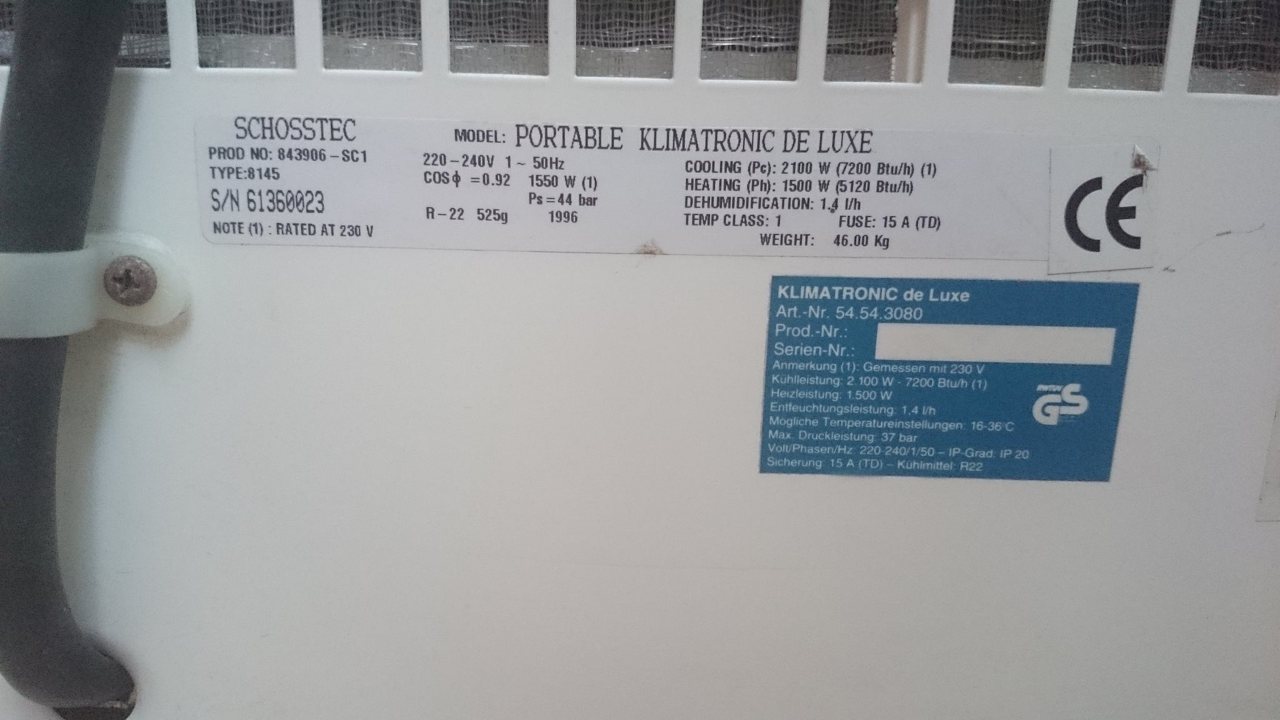 SCHOSSTEC
PROD NO: 843906-SC1
TYPE:8145
S/N 61360023
NOTE (1) : RATED AT 230 V
MODEL: PORTABLE KLIMATRONIC DE LUXE
220-240V 1 ~ 50Hz
COS ϕ =0.92 1550 W (1)
Ps=44 bar
R-22 525g 1996
COOLING (Pc): 2100 W (7200 Btu/h) (1)
HEATING (Ph): 1500 W (5120 Btu/h)
DEHUMIDIFICATION: 1,4 l/h
TEMP CLASS: 1 FUSE: 15 A (TD)
WEIGHT: 46.00 Kg
CE
KLIMATRONIC de Luxe
Art.-Nr. 54.54.3080
Prod.-Nr.:
Serien-Nr.:
Anmerkung (1): Gemessen mit 230 V
Kühlleistung: 2.100 W - 7200 Btu/h (1)
Heizleistung: 1.500 W
Entfeuchtungsleistung: 1,4 l/h
Mögliche Temperatureinstellungen: 16-36°C
Max. Druckleistung: 37 bar
Volt/Phasen/Hz: 220-240/1/50 – IP-Grad: IP 20
Sicherung: 15 A (TD) – Kühlmittel: R22
GS